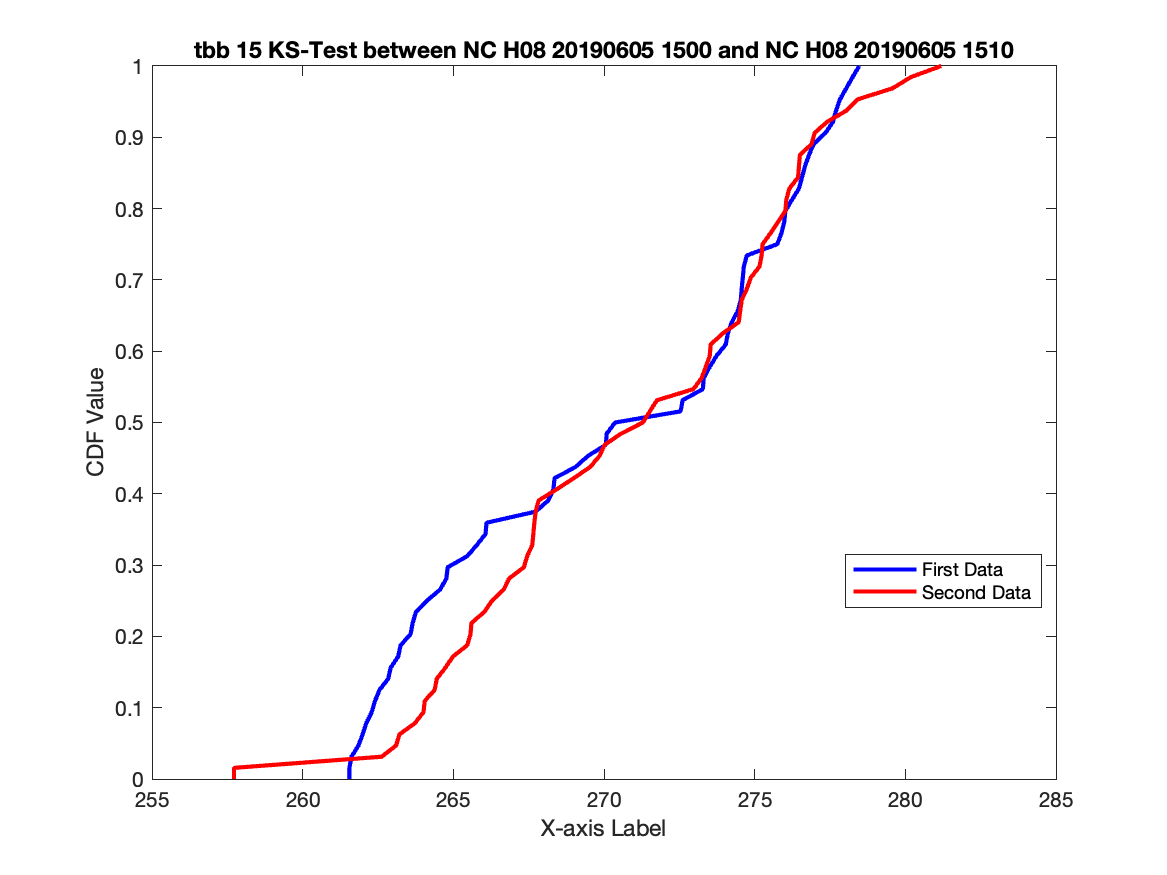 tbb 15 KS-Test between NC H08 20190605 1500 and NC H08 20190605 1510
1
0.9
0.8
0.7
0.6
0.5
0.4
0.3
0.2
0.1
0
CDF Value
First Data
Second Data
255 260 265 270 275 280 285
X-axis Label